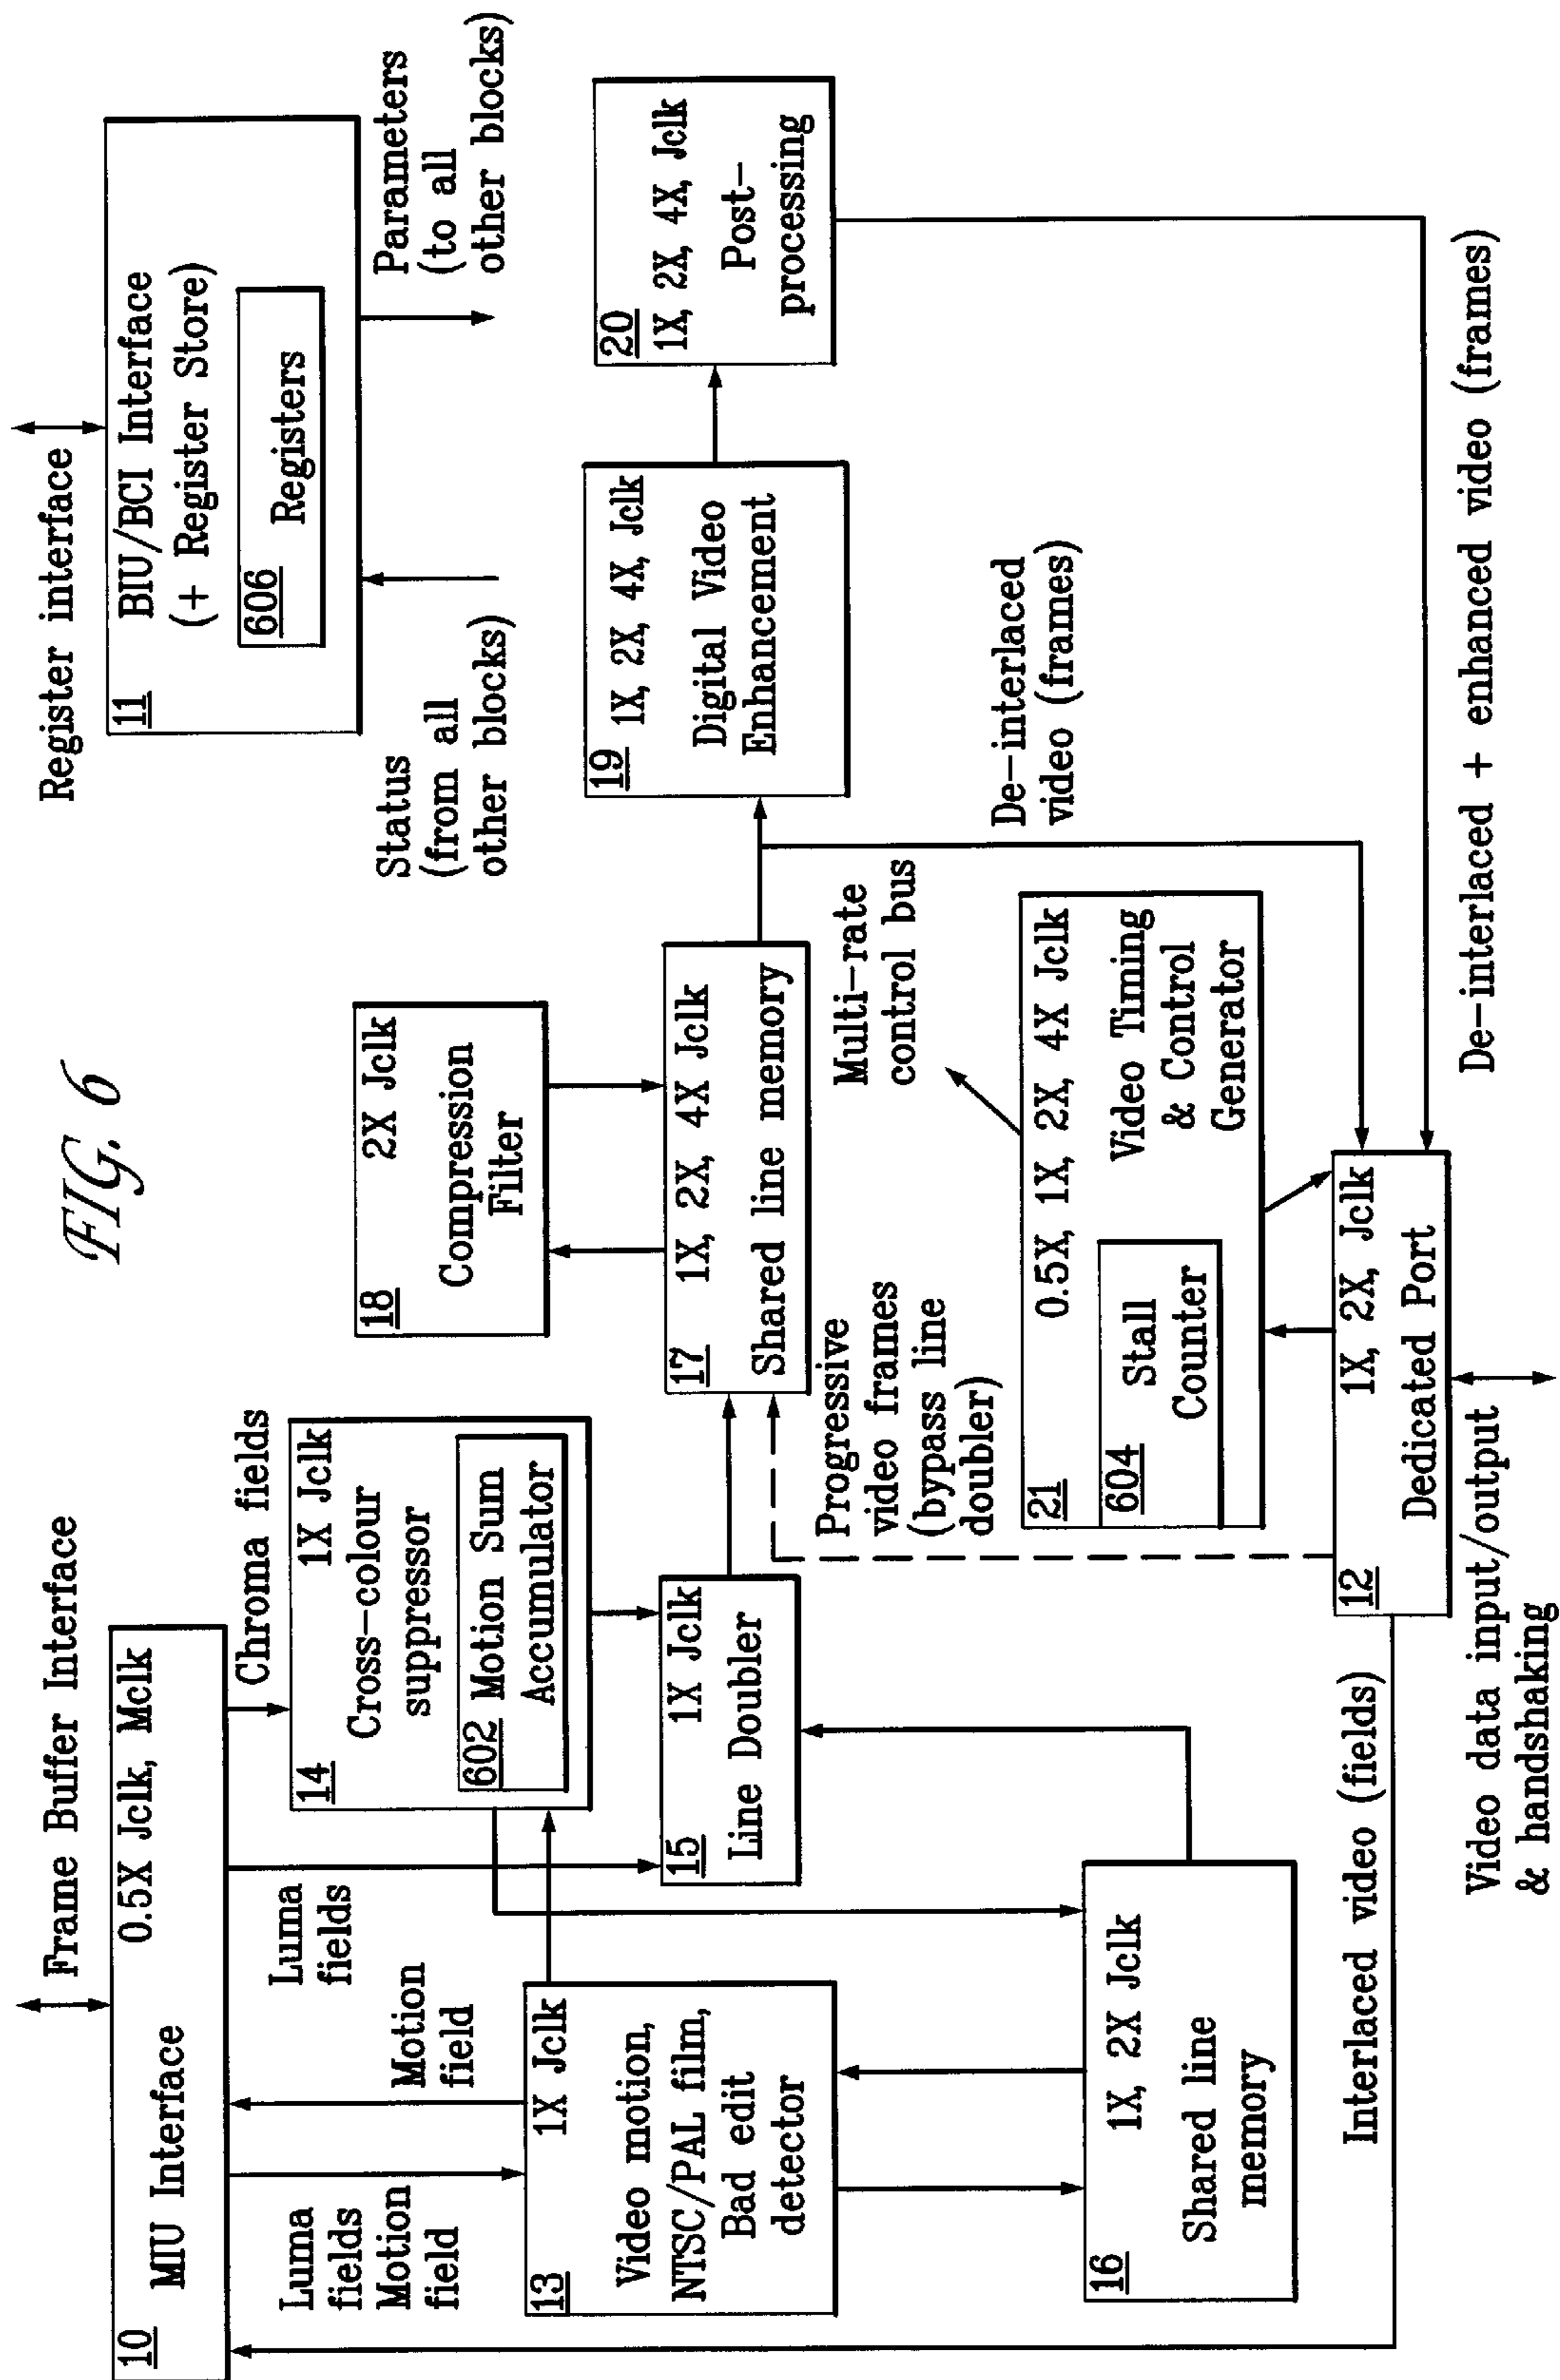 FIG. 6
Frame Buffer Interface
10
MIU Interface
0.5X Jclk, Mclk
Luma
fields
Motion
field
Motion
field
Luma
fields
Chroma fields
13
1X Jclk
Video motion,
NTSC/PAL film,
Bad edit
detector
14
1X Jclk
Cross-colour
suppressor
602 Motion Sum
Accumulator
15
1X Jclk
Line Doubler
16
1X, 2X Jclk
Shared line
memory
Interlaced video (fields)
Video data input/output
& handshaking
12
1X, 2X, Jclk
Dedicated Port
Progressive
video frames
(bypass line
doubler)
18
2X Jclk
Compression
Filter
17
1X, 2X, 4X Jclk
Shared line memory
Multi-rate
control bus
21
0.5X, 1X, 2X, 4X Jclk
604
Stall
Counter
Video Timing
& Control
Generator
De-interlaced
video (frames)
De-interlaced + enhanced video (frames)
Register interface
11
BIU/BCI Interface
(+ Register Store)
606
Registers
Status
(from all
other blocks)
Parameters
(to all
other blocks)
19
1X, 2X, 4X, Jclk
Digital Video
Enhancement
20
1X, 2X, 4X, Jclk
Post-
processing